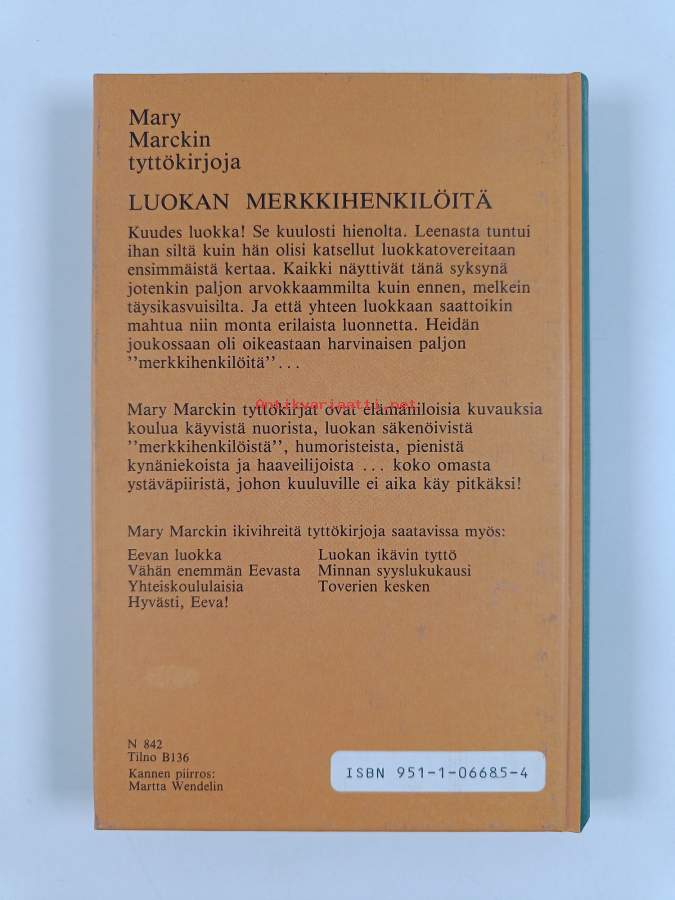 Mary
Marckin
tyttökirjoja
LUOKAN MERKKIHENKILÖITÄ
Kuudes luokka! Se kuulosti hienolta. Leenasta tuntui
ihan siltä kuin hän olisi katsellut luokkatovereitaan
ensimmäistä kertaa. Kaikki näyttivät tänä syksynä
jotenkin paljon arvokkaammilta kuin ennen, melkein
täysikasvuisilta. Ja että yhteen luokkaan saattoikin
mahtua niin monta erilaista luonnetta. Heidän
joukossaan oli oikeastaan harvinaisen paljon
''merkkihenkilöitä''...
Antikvariaatti.net
Mary Marckin tyttökirjat ovat elämäniloisia kuvauksia
koulua käyvistä nuorista, luokan säkenöivistä
''merkkihenkilöistä'', humoristeista, pienistä
kynäniekoista ja haaveilijoista ... koko omasta
ystäväpiiristä, johon kuuluville ei aika käy pitkäksi!
Mary Marckin ikivihreitä tyttökirjoja saatavissa myös:
Eevan luokka
Vähän enemmän Eevasta
Yhteiskoululaisia
Hyvästi, Eeva!
Luokan ikävin tyttö
Minnan syyslukukausi
Toverien kesken
N 842
Tilno B136
Kannen piirros:
Martta Wendelin
ISBN 951-1-06685-4